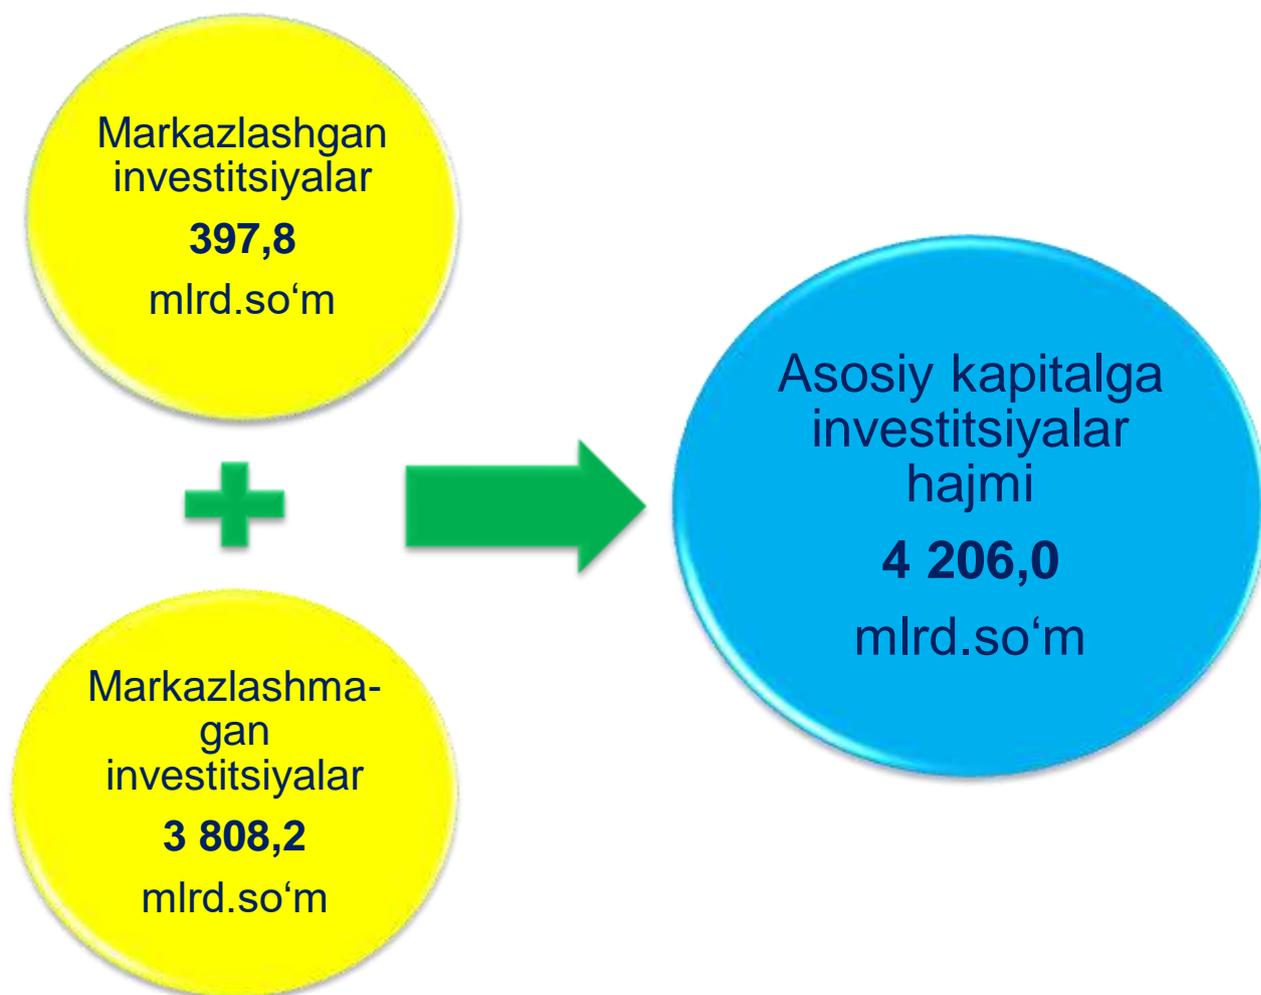 Markazlashgan
investitsiyalar
397,8
mlrd.so‘m
Markazlashma-
gan
investitsiyalar
3 808,2
mlrd.so‘m
Asosiy kapitalga
investitsiyalar
hajmi
4 206,0
mlrd.so‘m